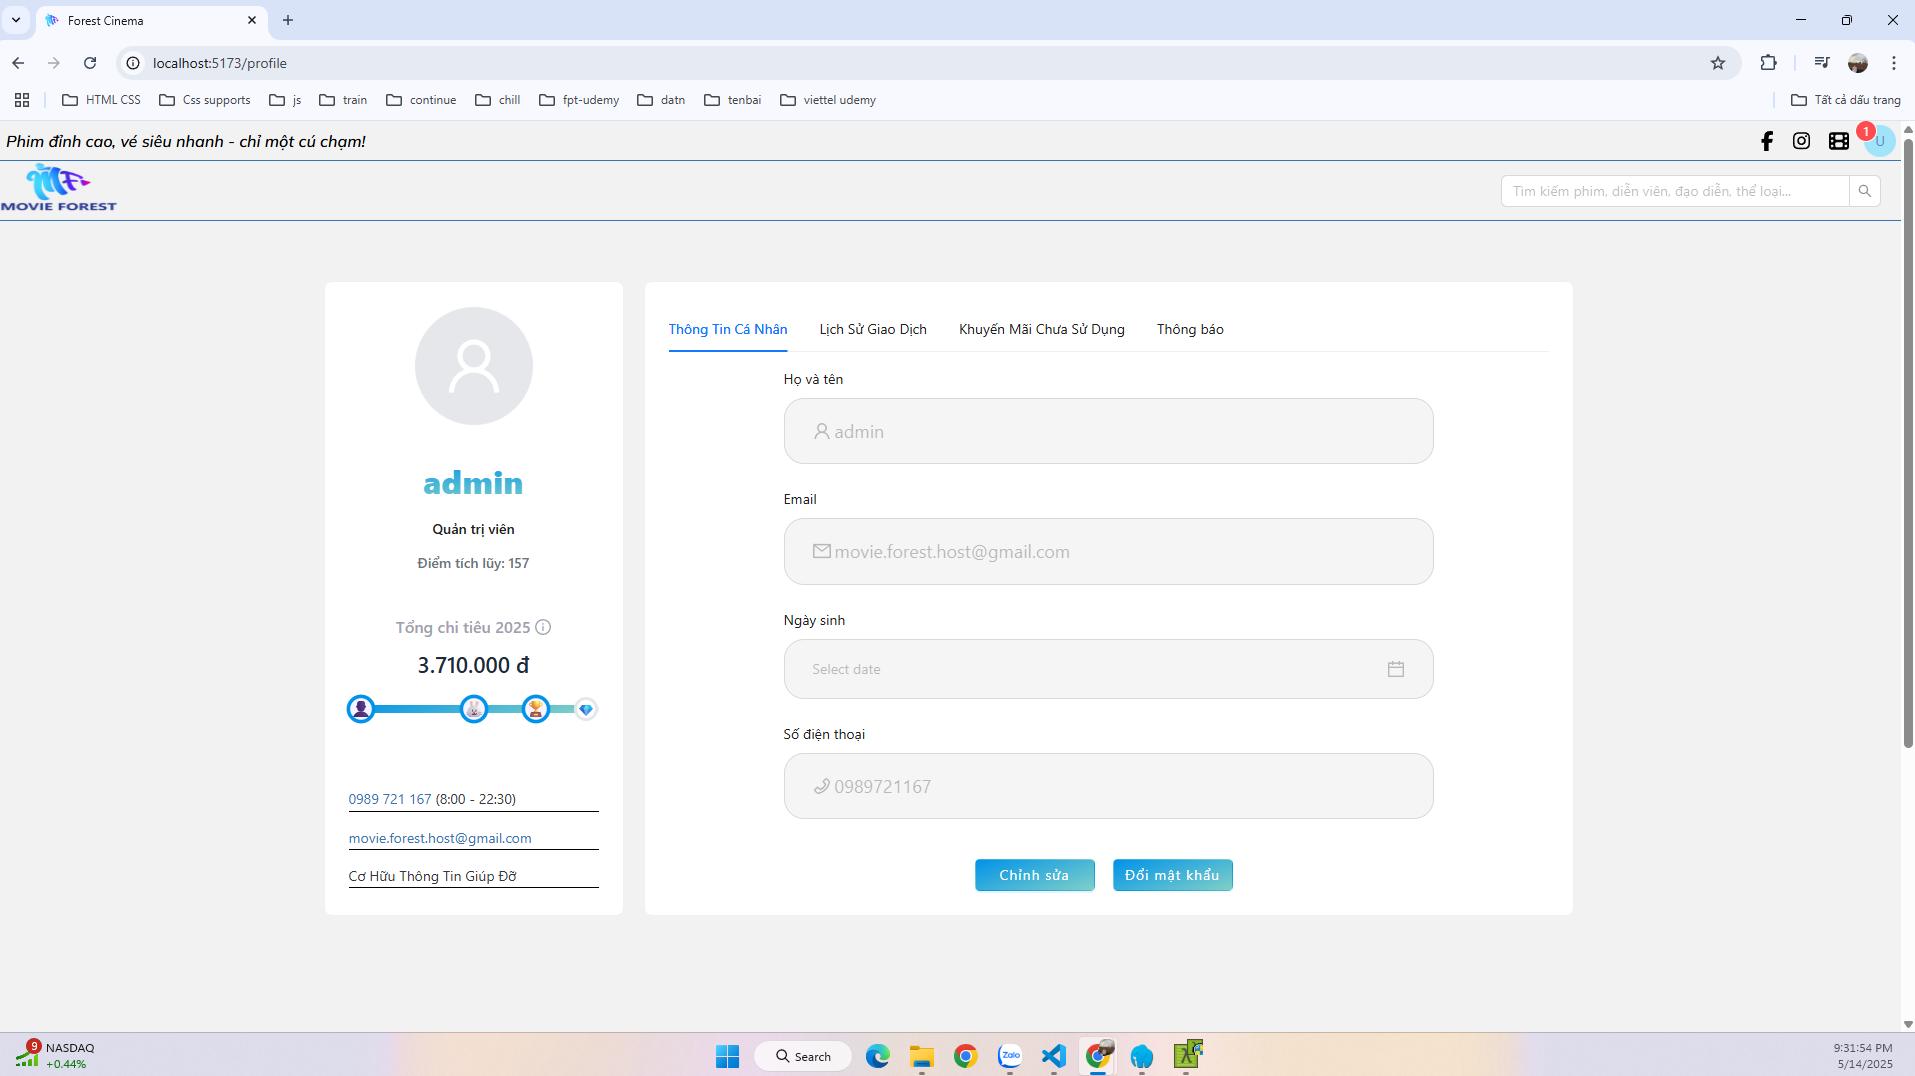 Forest Cinema
localhost:5173/profile
HTML CSS
Css supports
js
train
continue
chill
fpt-udemy
datn
tenbai
viettel udemy
Tất cả dấu trang
Phim đỉnh cao, vé siêu nhanh - chỉ một cú chạm!
1
U
MF
MOVIE FOREST
Tìm kiếm phim, diễn viên, đạo diễn, thể loại...
admin
Quản trị viên
Điểm tích lũy: 157
Tổng chi tiêu 2025
3.710.000 đ
0989 721 167 (8:00 - 22:30)
movie.forest.host@gmail.com
Cơ Hữu Thông Tin Giúp Đỡ
Thông Tin Cá Nhân
Lịch Sử Giao Dịch
Khuyến Mãi Chưa Sử Dụng
Thông báo
Họ và tên
admin
Email
movie.forest.host@gmail.com
Ngày sinh
Select date
Số điện thoại
0989721167
Chỉnh sửa
Đổi mật khẩu
9
NASDAQ
+0.44%
Search
Zalo
9:31:54 PM
5/14/2025